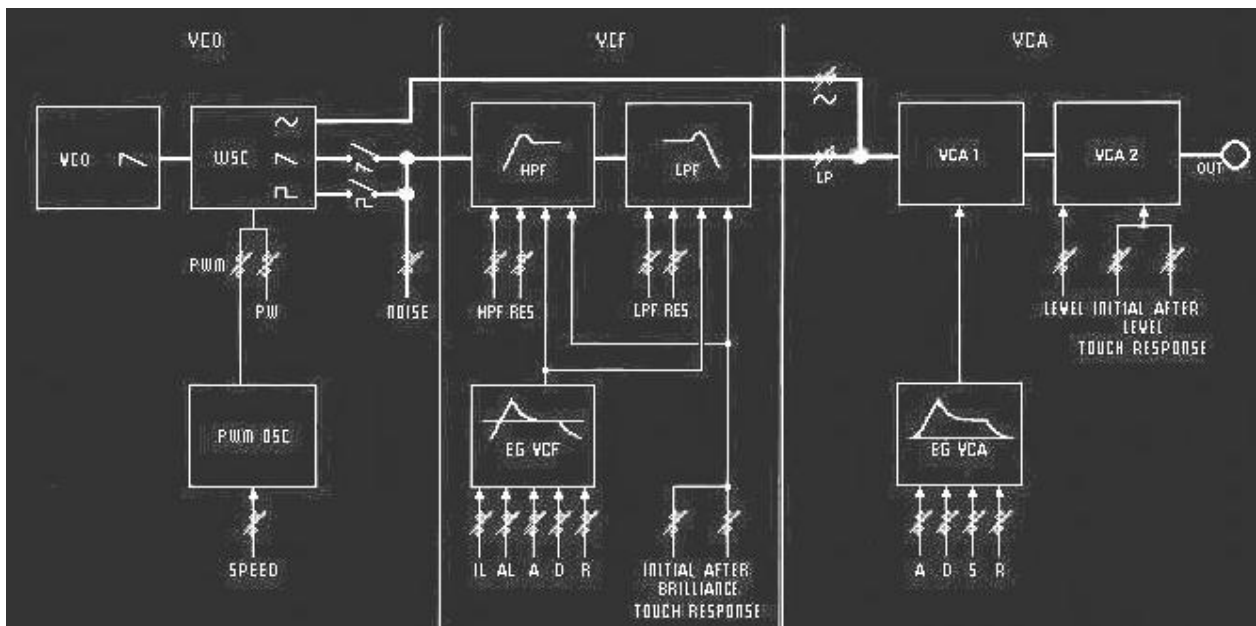 VCO
VCF
VCA
VCO
WSC
HPF
LPF
LP
VCA 1
VCA 2
OUT
PWM
PW
NOISE
HPF RES
LPF RES
LEVEL INITIAL AFTER
LEVEL
TOUCH RESPONSE
PWM OSC
EG VCF
EG VCA
SPEED
IL AL A D R
INITIAL AFTER
BRILLIANCE
TOUCH RESPONSE
A D S R